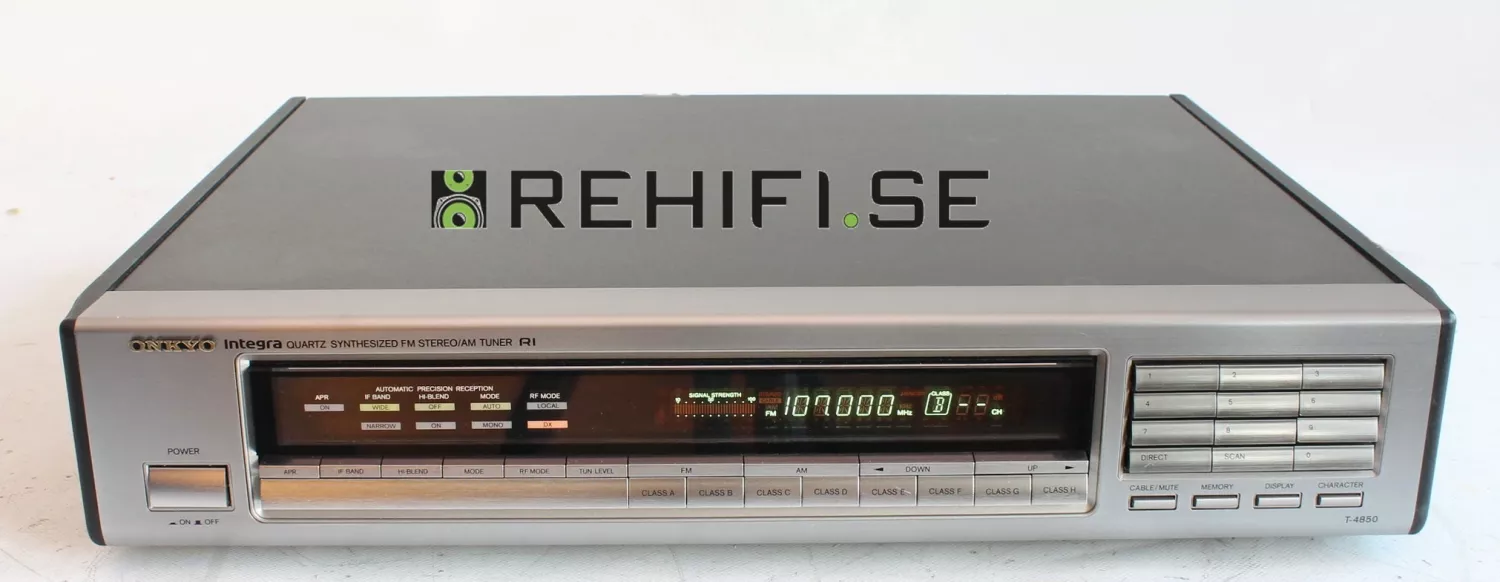 REHIFI.SE
ONKYO Integra QUARTZ SYNTHESIZED FM STEREO/AM TUNER RI
AUTOMATIC PRECISION RECEPTION
APR IF BAND HI-BLEND MODE RF MODE
ON WIDE OFF AUTO LOCAL
NARROW ON MONO DX
SIGNAL STRENGTH
FM 107.000 MHz CLASS B CH
1 2 3
4 5 6
7 8 9
DIRECT SCAN 0
POWER
APR IF BAND HI-BLEND MODE RF MODE TUN LEVEL FM AM DOWN UP
CLASS A CLASS B CLASS C CLASS D CLASS E CLASS F CLASS G CLASS H
CABLE/MUTE MEMORY DISPLAY CHARACTER
ON OFF
T-4850